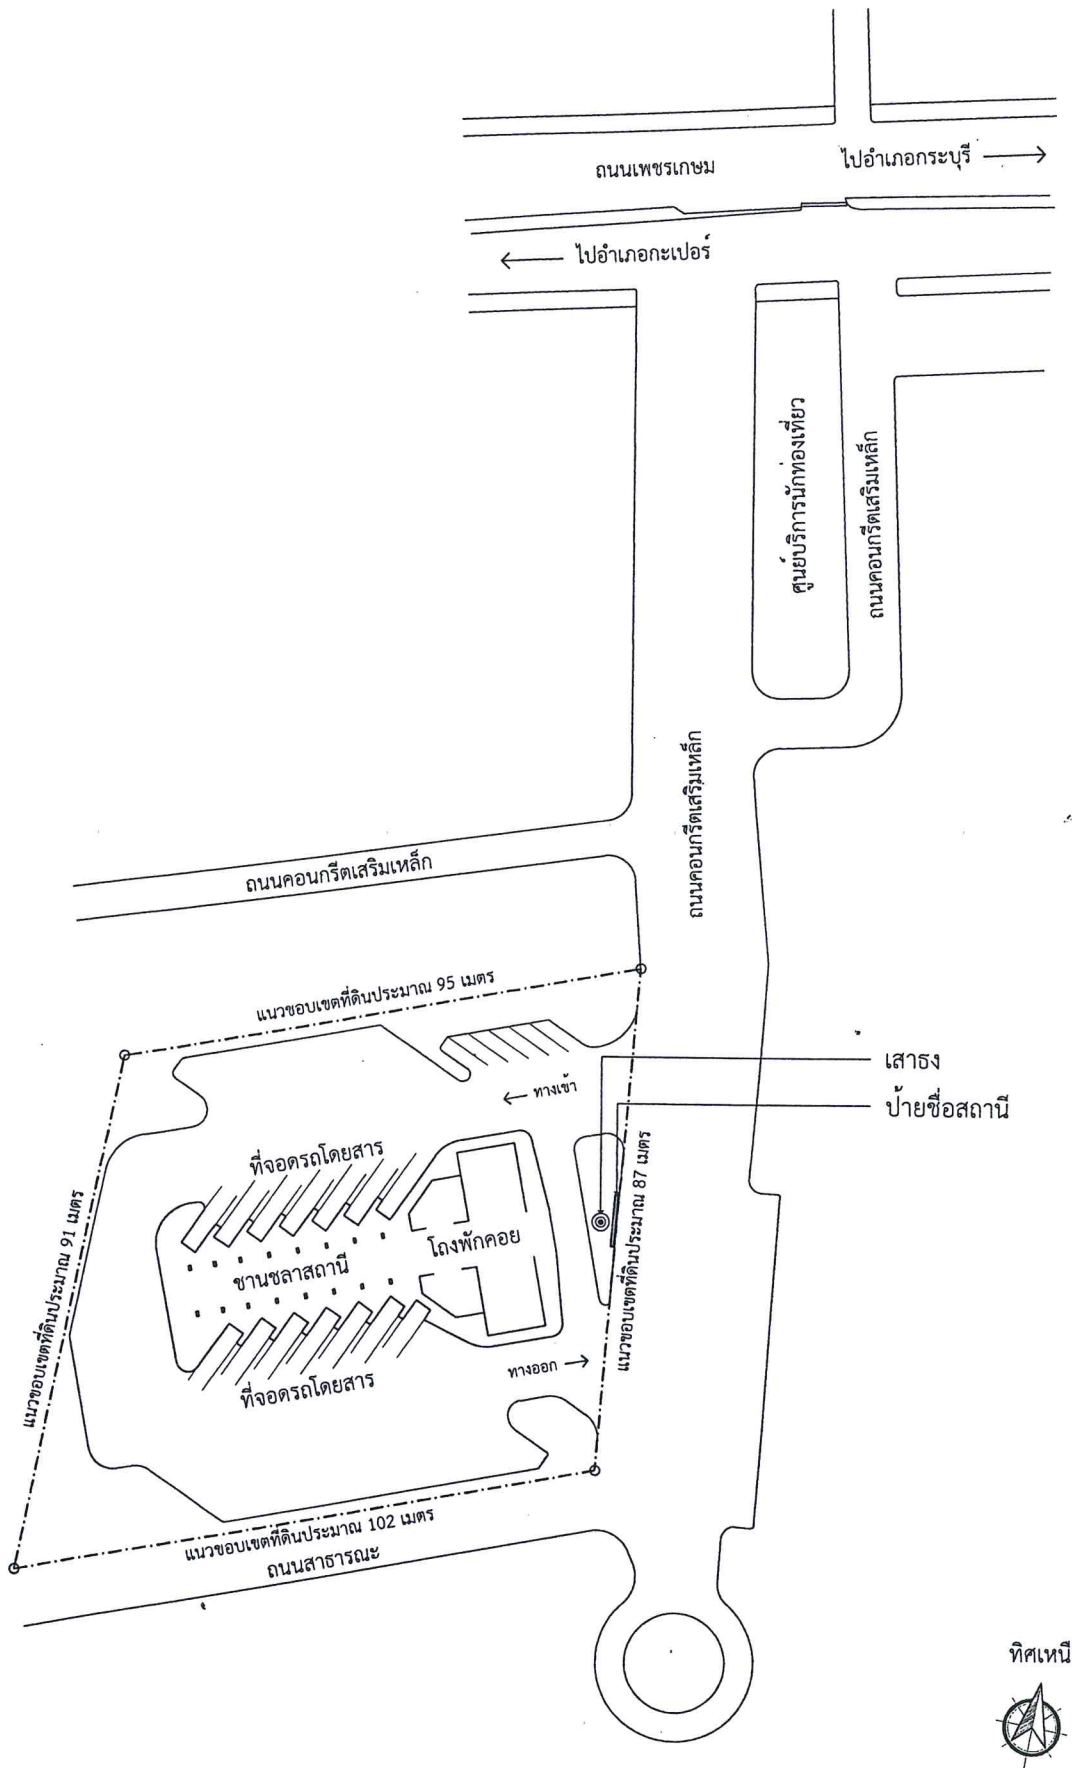 ถนนเพชรเกษม
ไปอำเภอกระบุรี
ไปอำเภอกะเปอร์
ศูนย์บริการนักท่องเที่ยว
ถนนคอนกรีตเสริมเหล็ก
ถนนคอนกรีตเสริมเหล็ก
ถนนคอนกรีตเสริมเหล็ก
แนวขอบเขตที่ดินประมาณ 95 เมตร
เสาธง
ทางเข้า
ป้ายชื่อสถานี
ที่จอดรถโดยสาร
แนวขอบเขตที่ดินประมาณ 87 เมตร
แนวขอบเขตที่ดินประมาณ 91 เมตร
โถงพักคอย
ชานชลาสถานี
ทางออก
ที่จอดรถโดยสาร
แนวขอบเขตที่ดินประมาณ 102 เมตร
ถนนสาธารณะ
ทิศเหนื